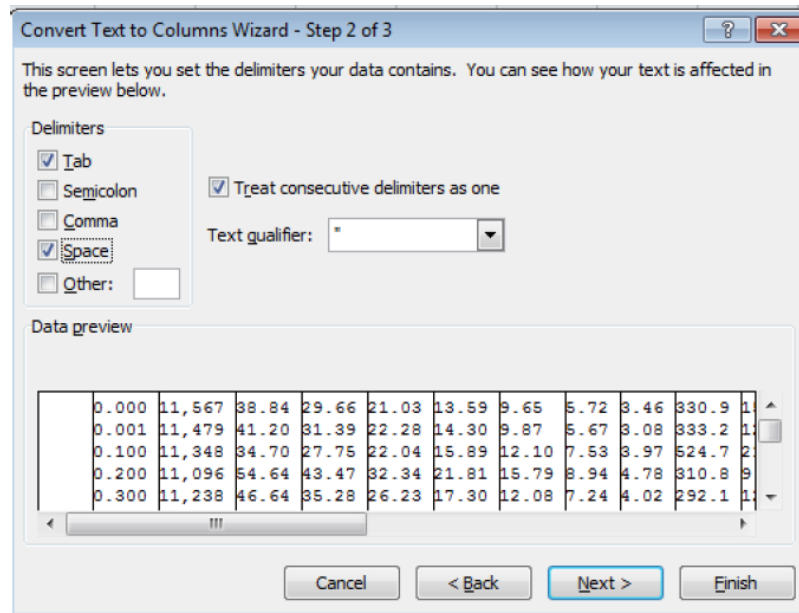 Convert Text to Columns Wizard - Step 2 of 3
This screen lets you set the delimiters your data contains. You can see how your text is affected in
the preview below.
Delimiters
Tab
Semicolon
Comma
Space
Other:
Treat consecutive delimiters as one
Text qualifier: "
Data preview
0.000 11,567 38.84 29.66 21.03 13.59 9.65 5.72 3.46 330.9
0.001 11,479 41.20 31.39 22.28 14.30 9.87 5.67 3.08 333.2
0.100 11,348 34.70 27.75 22.04 15.89 12.10 7.53 3.97 524.7
0.200 11,096 54.64 43.47 32.34 21.81 15.79 8.94 4.78 310.8
0.300 11,238 46.64 35.28 26.23 17.30 12.08 7.24 4.02 292.1
Cancel < Back Next > Finish